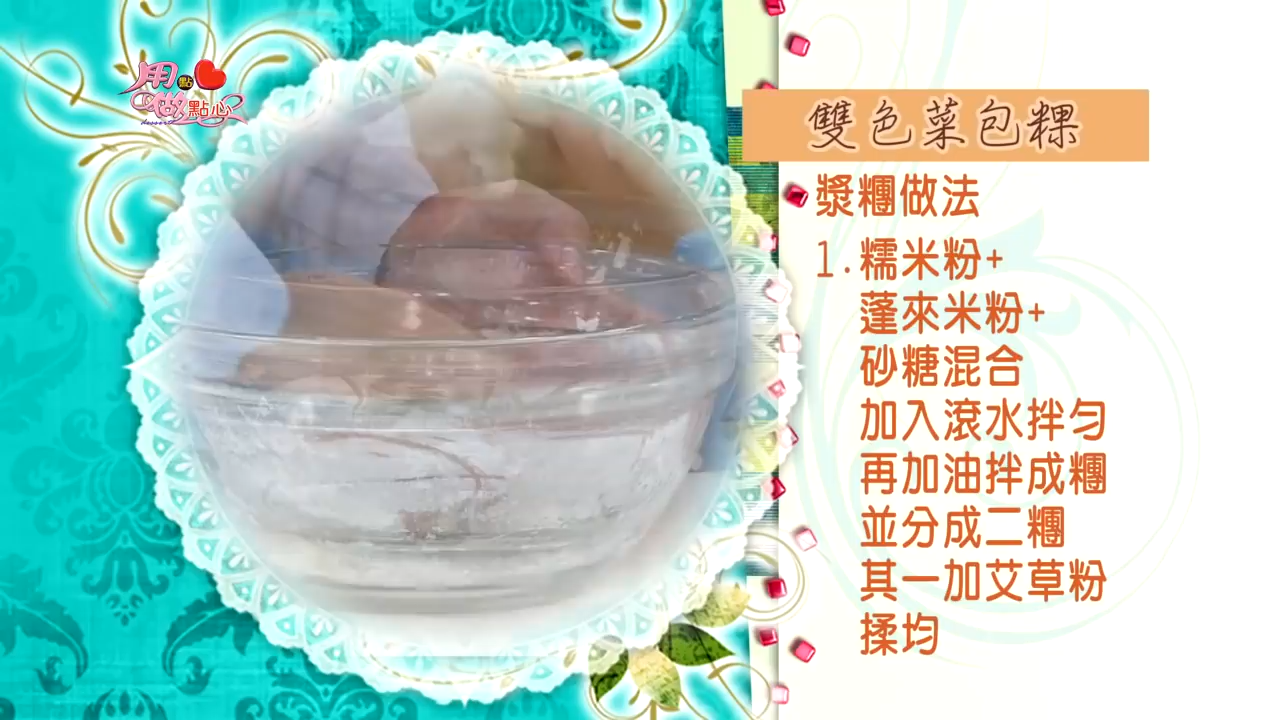 用點
做點心
dessert
雙色菜包粿
漿糰做法
1.糯米粉+
蓬來米粉+
砂糖混合
加入滾水拌勻
再加油拌成糰
並分成二糰
其一加艾草粉
揉均